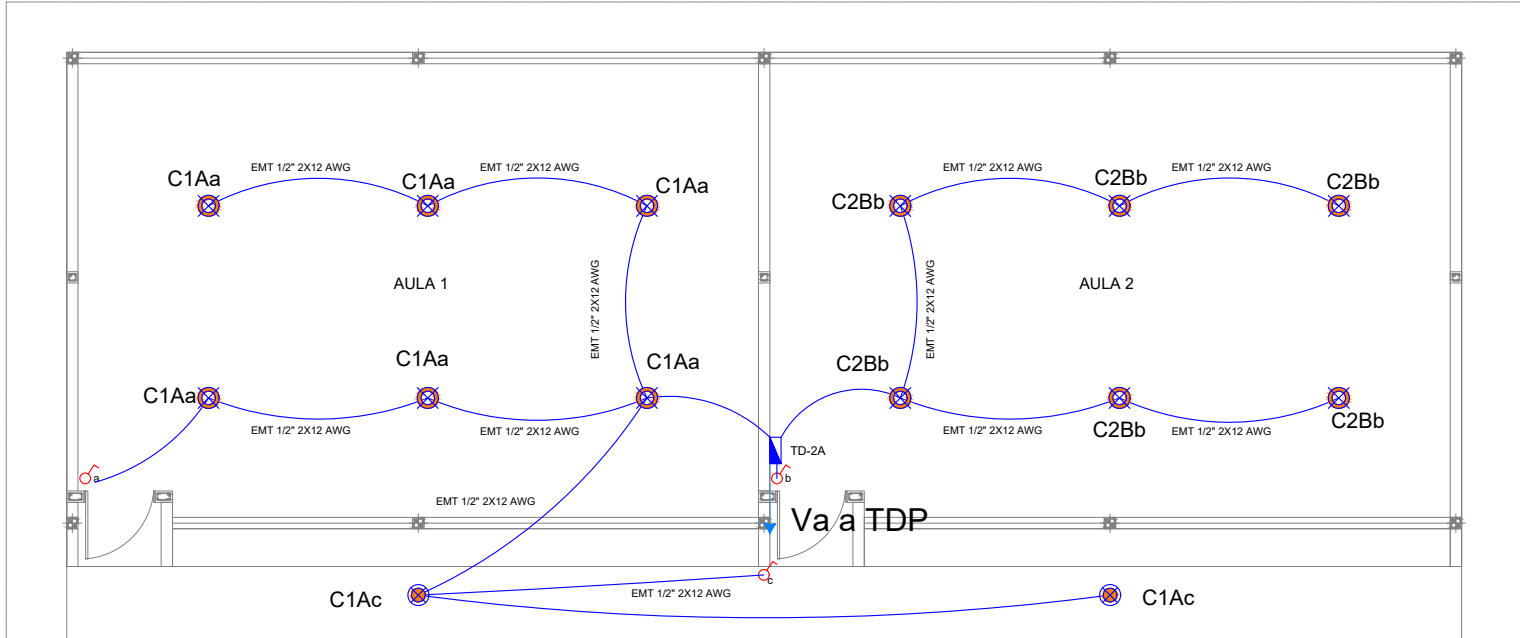 EMT 1/2" 2X12 AWG
EMT 1/2" 2X12 AWG
EMT 1/2" 2X12 AWG
EMT 1/2" 2X12 AWG
C1Aa
C1Aa
C1Aa
C2Bb
C2Bb
C2Bb
EMT 1/2" 2X12 AWG
EMT 1/2" 2X12 AWG
AULA 1
AULA 2
C1Aa
C1Aa
C1Aa
C2Bb
C2Bb
C2Bb
EMT 1/2" 2X12 AWG
EMT 1/2" 2X12 AWG
EMT 1/2" 2X12 AWG
EMT 1/2" 2X12 AWG
TD-2A
a
b
EMT 1/2" 2X12 AWG
Va a TDP
c
EMT 1/2" 2X12 AWG
C1Ac
C1Ac